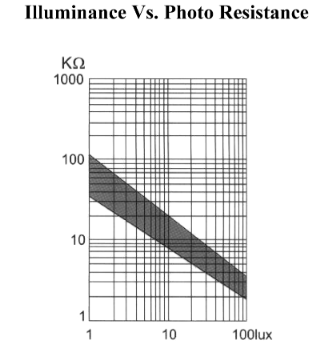 Illuminance Vs. Photo Resistance
KΩ
1000
100
10
1
1 10 100lux